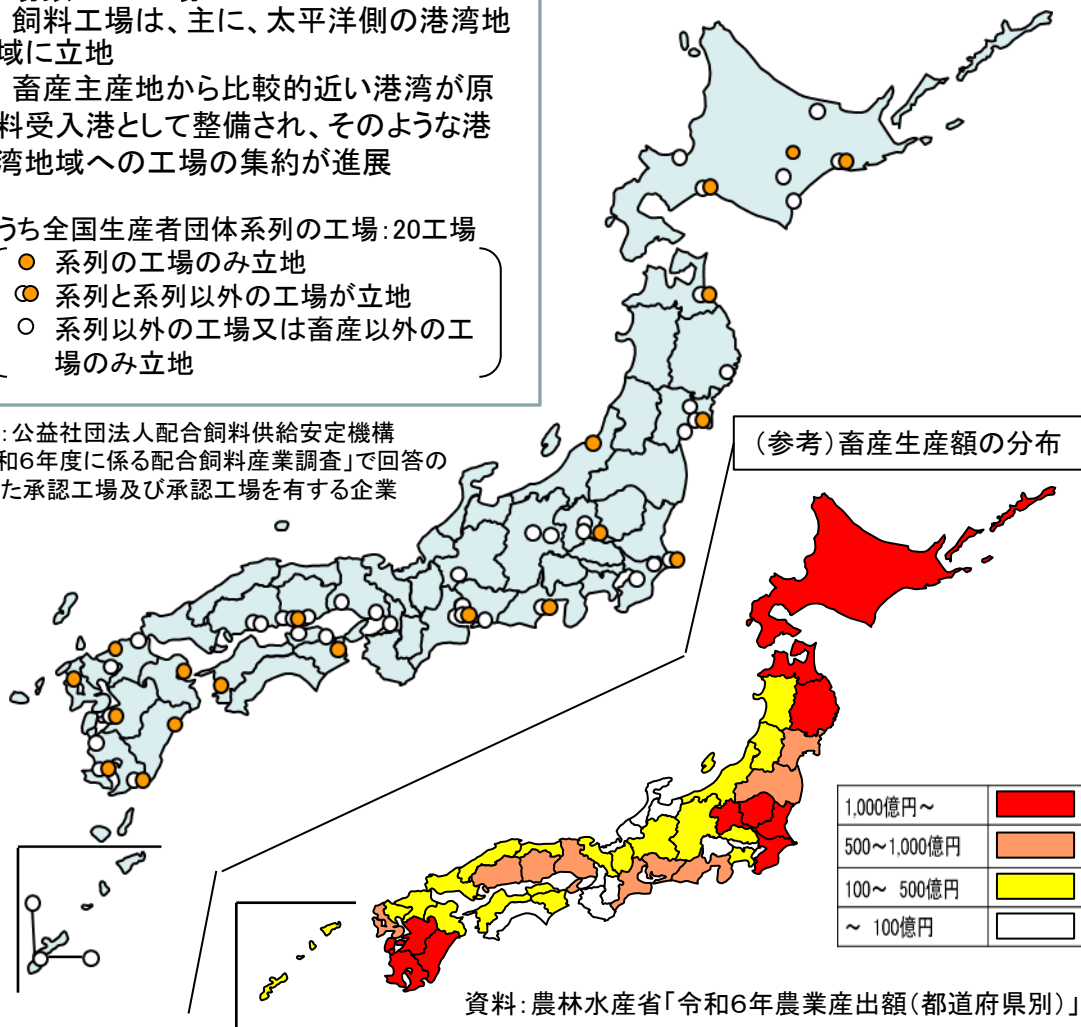 飼料工場は、主に、太平洋側の港湾地
域に立地
畜産主産地から比較的近い港湾が原
料受入港として整備され、そのような港
湾地域への工場の集約が進展
うち全国生産者団体系列の工場：20工場
系列の工場のみ立地
系列と系列以外の工場が立地
系列以外の工場又は畜産以外の工
場のみ立地
：公益社団法人配合飼料供給安定機構
和6年度に係る配合飼料産業調査」で回答の
た承認工場及び承認工場を有する企業
（参考）畜産生産額の分布
1,000億円～
500～1,000億円
100～ 500億円
～ 100億円
資料：農林水産省「令和6年農業産出額（都道府県別）」